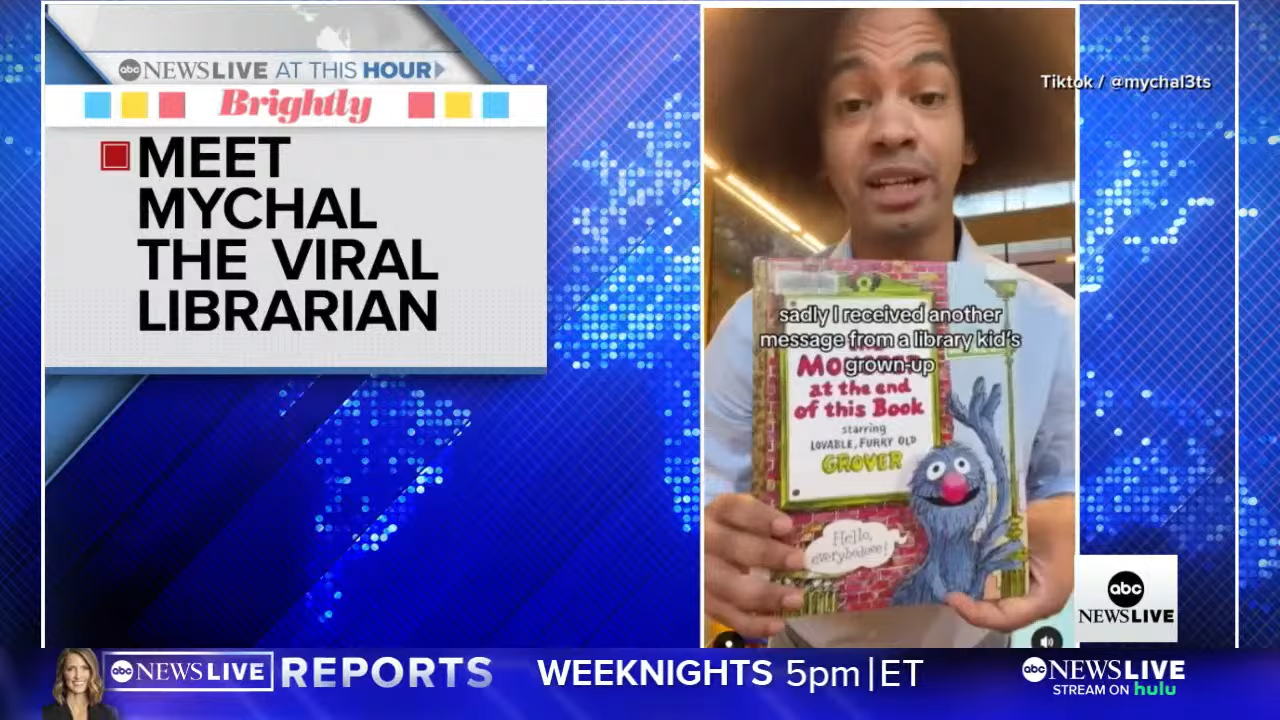 abc NEWS LIVE AT THIS HOUR
Brightly
MEET
MYCHAL
THE VIRAL
LIBRARIAN
Tiktok / @mychal3ts
sadly I received another
message from a library kid's
grown-up
at the end
of this Book
starring
LOVABLE, FURRY OLD
GROVER
Hello,
everybodeee!
abc
NEWS LIVE
abc NEWS LIVE REPORTS WEEKNIGHTS 5pm | ET
abc NEWS LIVE
STREAM ON hulu